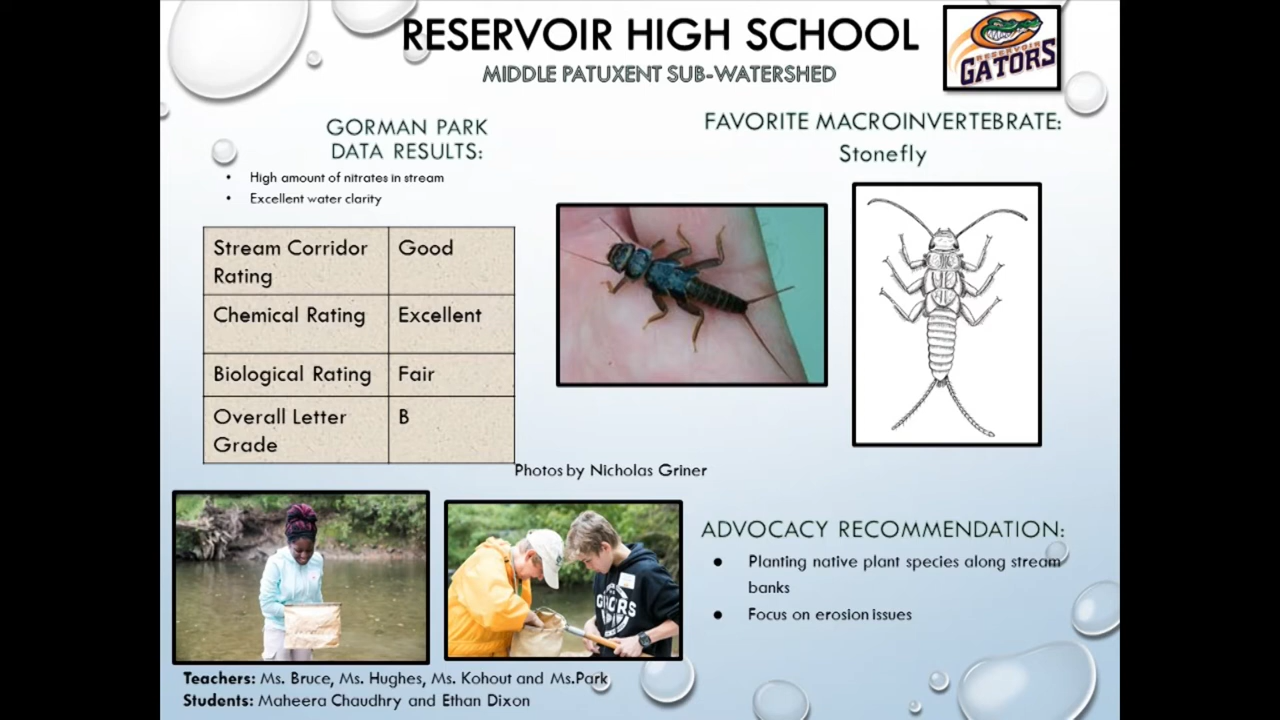 RESERVOIR HIGH SCHOOL
MIDDLE PATUXENT SUB-WATERSHED
RESERVOIR
GATORS
GORMAN PARK
DATA RESULTS:
• High amount of nitrates in stream
• Excellent water clarity
Stream Corridor
Rating
Good
Chemical Rating
Excellent
Biological Rating
Fair
Overall Letter
Grade
B
FAVORITE MACROINVERTEBRATE:
Stonefly
Photos by Nicholas Griner
ADVOCACY RECOMMENDATION:
• Planting native plant species along stream
banks
• Focus on erosion issues
Teachers: Ms. Bruce, Ms. Hughes, Ms. Kohout and Ms.Park
Students: Maheera Chaudhry and Ethan Dixon